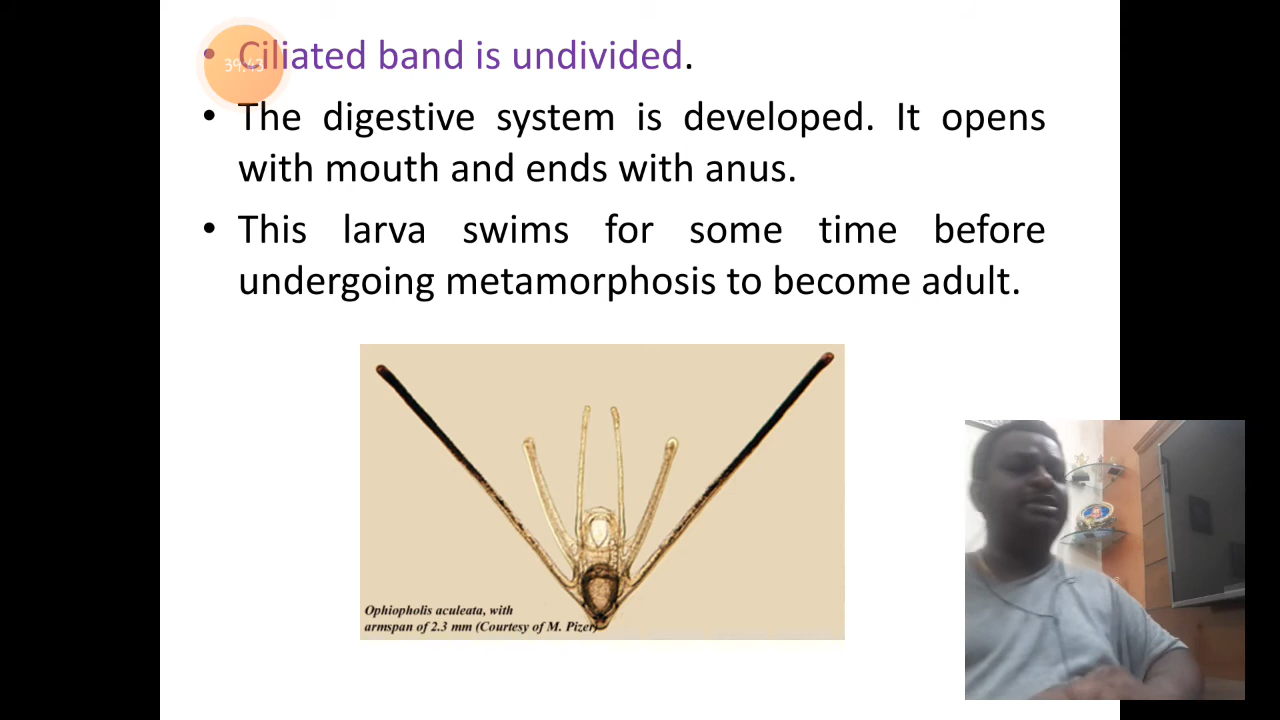 • Ciliated band is undivided.
39:43
• The digestive system is developed. It opens
with mouth and ends with anus.
• This larva swims for some time before
undergoing metamorphosis to become adult.
Ophiopholis aculeata, with
armspan of 2.3 mm (Courtesy of M. Pizer)